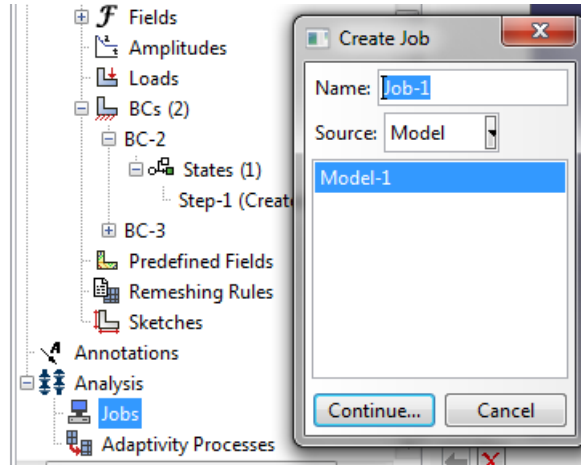 Fields
Amplitudes
Loads
BCs (2)
BC-2
States (1)
Step-1 (Create
BC-3
Predefined Fields
Remeshing Rules
Sketches
Annotations
Analysis
Jobs
Adaptivity Processes
Create Job
Name: Job-1
Source: Model
Model-1
Continue... Cancel